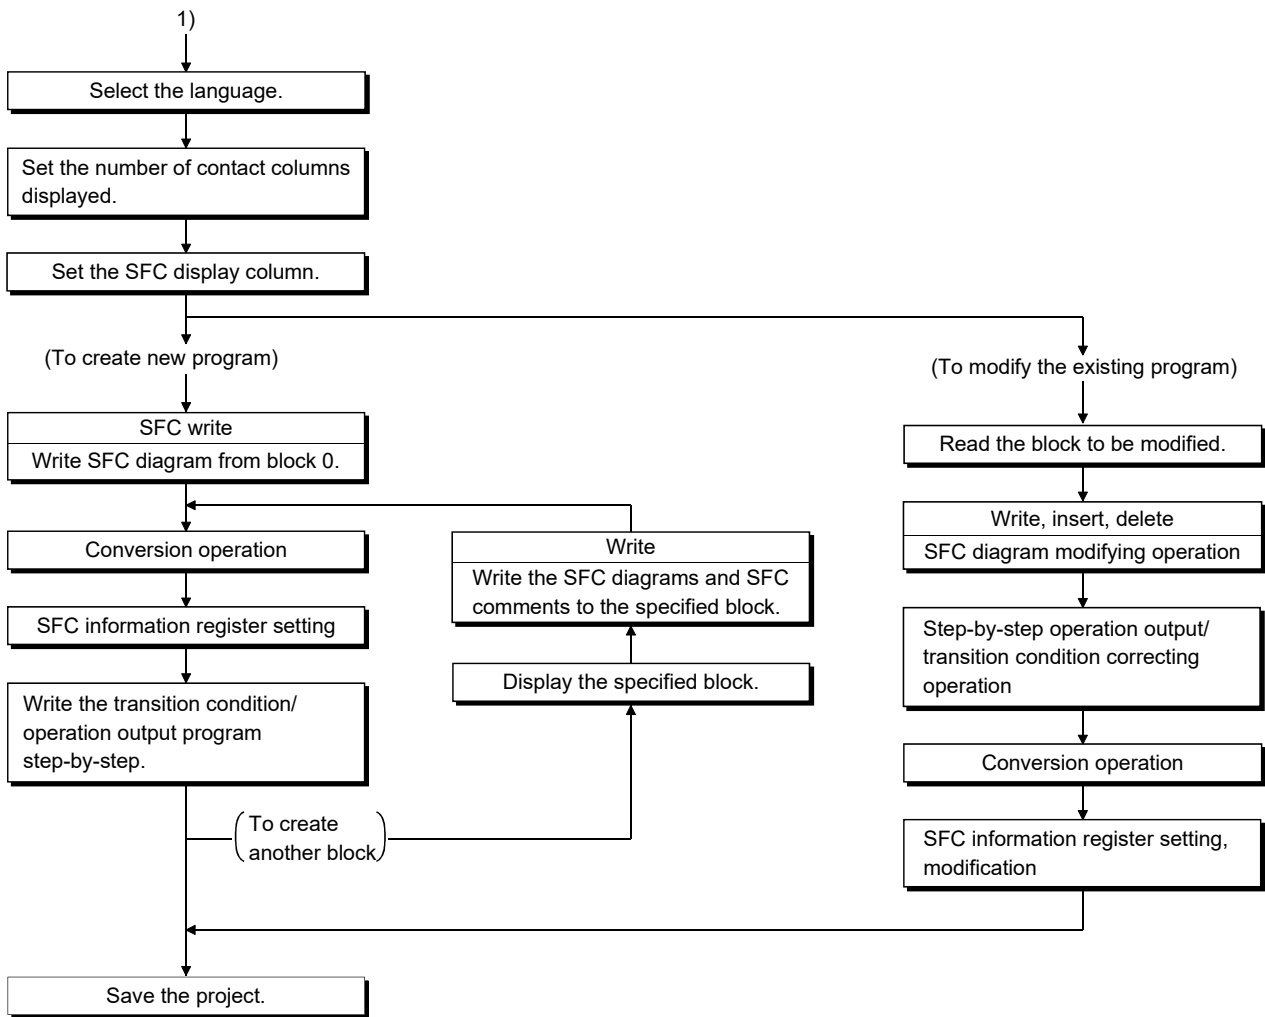 1)
Select the language.
Set the number of contact columns
displayed.
Set the SFC display column.
(To create new program)
SFC write
Write SFC diagram from block 0.
Conversion operation
SFC information register setting
Write the transition condition/
operation output program
step-by-step.
(To create
another block)
Write
Write the SFC diagrams and SFC
comments to the specified block.
Display the specified block.
(To modify the existing program)
Read the block to be modified.
Write, insert, delete
SFC diagram modifying operation
Step-by-step operation output/
transition condition correcting
operation
Conversion operation
SFC information register setting,
modification
Save the project.